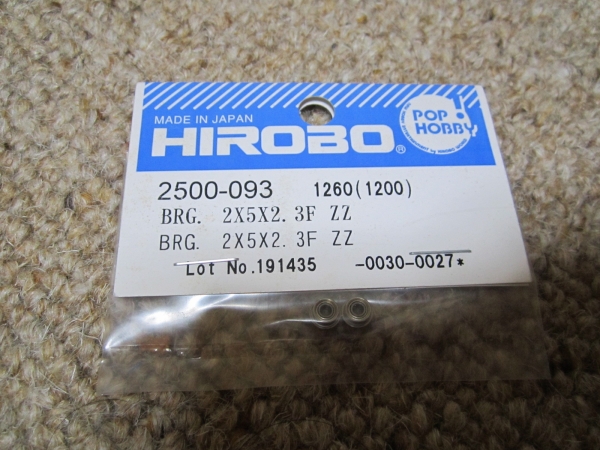 MADE IN JAPAN
HIROBO®
POP!
HOBBY
2500-093 1260(1200)
BRG. 2X5X2.3F ZZ
BRG. 2X5X2.3F ZZ
Lot No.191435 -0030-0027*